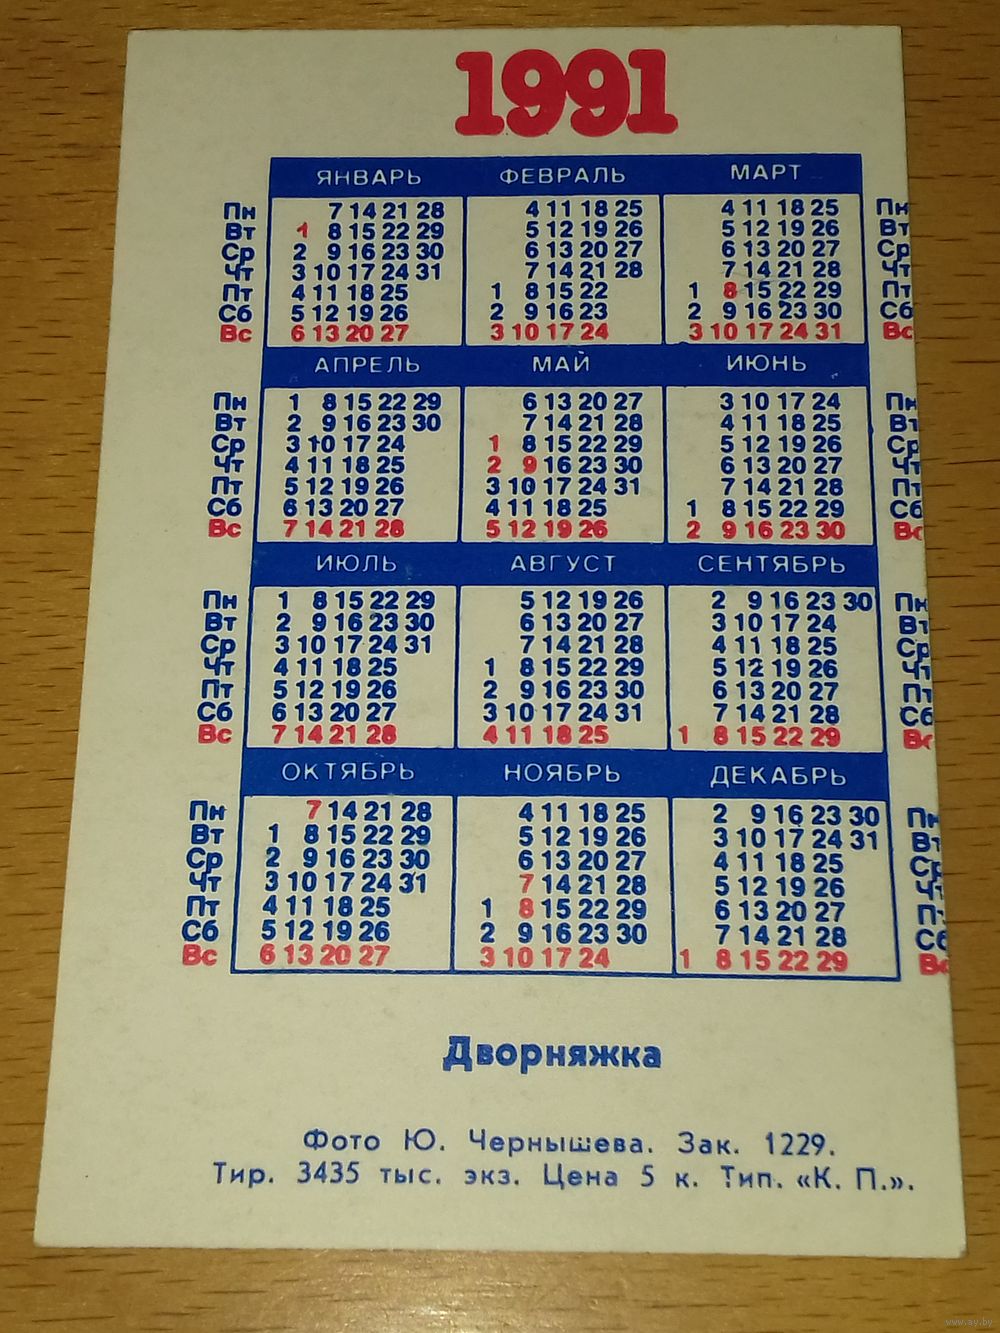 1991
ЯНВАРЬ ФЕВРАЛЬ МАРТ
Пн 7 14 21 28 4 11 18 25 4 11 18 25 Пн
Вт 1 8 15 22 29 5 12 19 26 5 12 19 26 Вт
Ср 2 9 16 23 30 6 13 20 27 6 13 20 27 Ср
Чт 3 10 17 24 31 7 14 21 28 7 14 21 28 Чт
Пт 4 11 18 25 1 8 15 22 1 8 15 22 29 Пт
Сб 5 12 19 26 2 9 16 23 2 9 16 23 30 Сб
Вс 6 13 20 27 3 10 17 24 3 10 17 24 31 Вс
АПРЕЛЬ МАЙ ИЮНЬ
Пн 1 8 15 22 29 6 13 20 27 3 10 17 24 Пн
Вт 2 9 16 23 30 7 14 21 28 4 11 18 25 Вт
Ср 3 10 17 24 1 8 15 22 29 5 12 19 26 Ср
Чт 4 11 18 25 2 9 16 23 30 6 13 20 27 Чт
Пт 5 12 19 26 3 10 17 24 31 7 14 21 28 Пт
Сб 6 13 20 27 4 11 18 25 1 8 15 22 29 Сб
Вс 7 14 21 28 5 12 19 26 2 9 16 23 30 Вс
ИЮЛЬ АВГУСТ СЕНТЯБРЬ
Пн 1 8 15 22 29 5 12 19 26 2 9 16 23 30 Пн
Вт 2 9 16 23 30 6 13 20 27 3 10 17 24 Вт
Ср 3 10 17 24 31 7 14 21 28 4 11 18 25 Ср
Чт 4 11 18 25 1 8 15 22 29 5 12 19 26 Чт
Пт 5 12 19 26 2 9 16 23 30 6 13 20 27 Пт
Сб 6 13 20 27 3 10 17 24 31 7 14 21 28 Сб
Вс 7 14 21 28 4 11 18 25 1 8 15 22 29 Вс
ОКТЯБРЬ НОЯБРЬ ДЕКАБРЬ
Пн 7 14 21 28 4 11 18 25 2 9 16 23 30 Пн
Вт 1 8 15 22 29 5 12 19 26 3 10 17 24 31 Вт
Ср 2 9 16 23 30 6 13 20 27 4 11 18 25 Ср
Чт 3 10 17 24 31 7 14 21 28 5 12 19 26 Чт
Пт 4 11 18 25 1 8 15 22 29 6 13 20 27 Пт
Сб 5 12 19 26 2 9 16 23 30 7 14 21 28 Сб
Вс 6 13 20 27 3 10 17 24 1 8 15 22 29 Вс
Дворняжка
Фото Ю. Чернышева. Зак. 1229.
Тир. 3435 тыс. экз. Цена 5 к. Тип. «К. П.».
www.ay.by